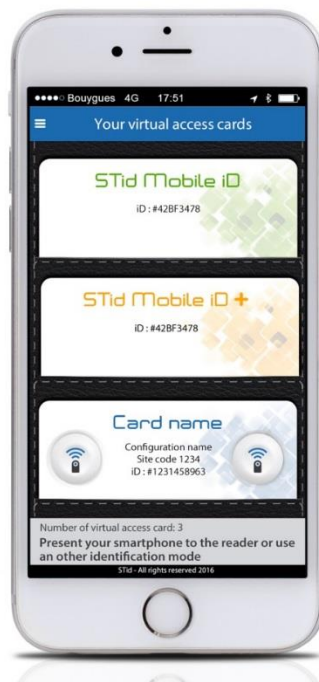 Bouygues 4G 17:51
Your virtual access cards
STid Mobile iD
iD : #42BF3478
STid Mobile iD +
iD : #42BF3478
Card name
Configuration name
Site code 1234
iD : #1231458963
Number of virtual access card: 3
Present your smartphone to the reader or use
an other identification mode
STid - All rights reserved 2016